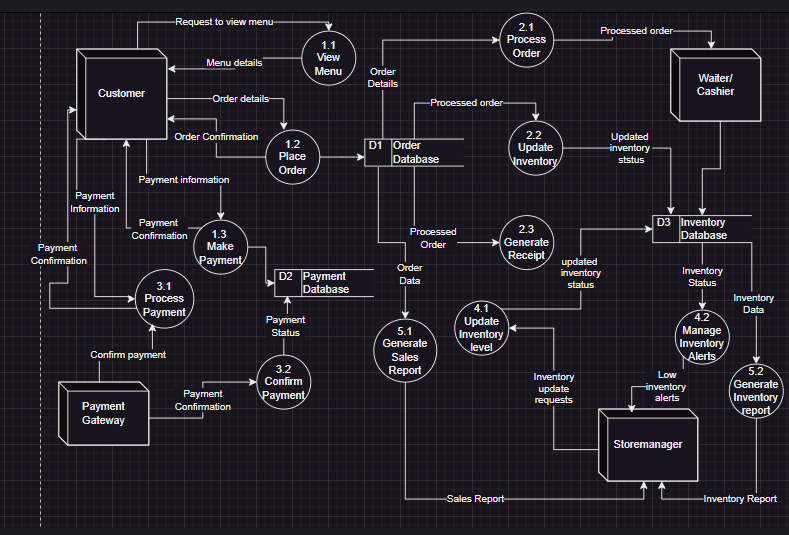 Request to view menu
1.1
View
Menu
Menu details
2.1
Process
Order
Processed order
Waiter/
Cashier
Customer
Order
Details
Order details
Processed order
Order Confirmation
1.2
Place
Order
D1
Order
Database
2.2
Update
Inventory
Updated
inventory
ststus
Payment information
Payment
Information
Payment
Confirmation
1.3
Make
Payment
Processed
Order
2.3
Generate
Receipt
D3
Inventory
Database
Payment
Confirmation
3.1
Process
Payment
D2
Payment
Database
Order
Data
updated
inventory
status
Inventory
Status
Inventory
Data
Payment
Status
5.1
Generate
Sales
Report
4.1
Update
Inventory
level
4.2
Manage
Inventory
Alerts
Confirm payment
3.2
Confirm
Payment
Payment
Gateway
Payment
Confirmation
Inventory
update
requests
Low
inventory
alerts
5.2
Generate
Inventory
report
Storemanager
Sales Report
Inventory Report